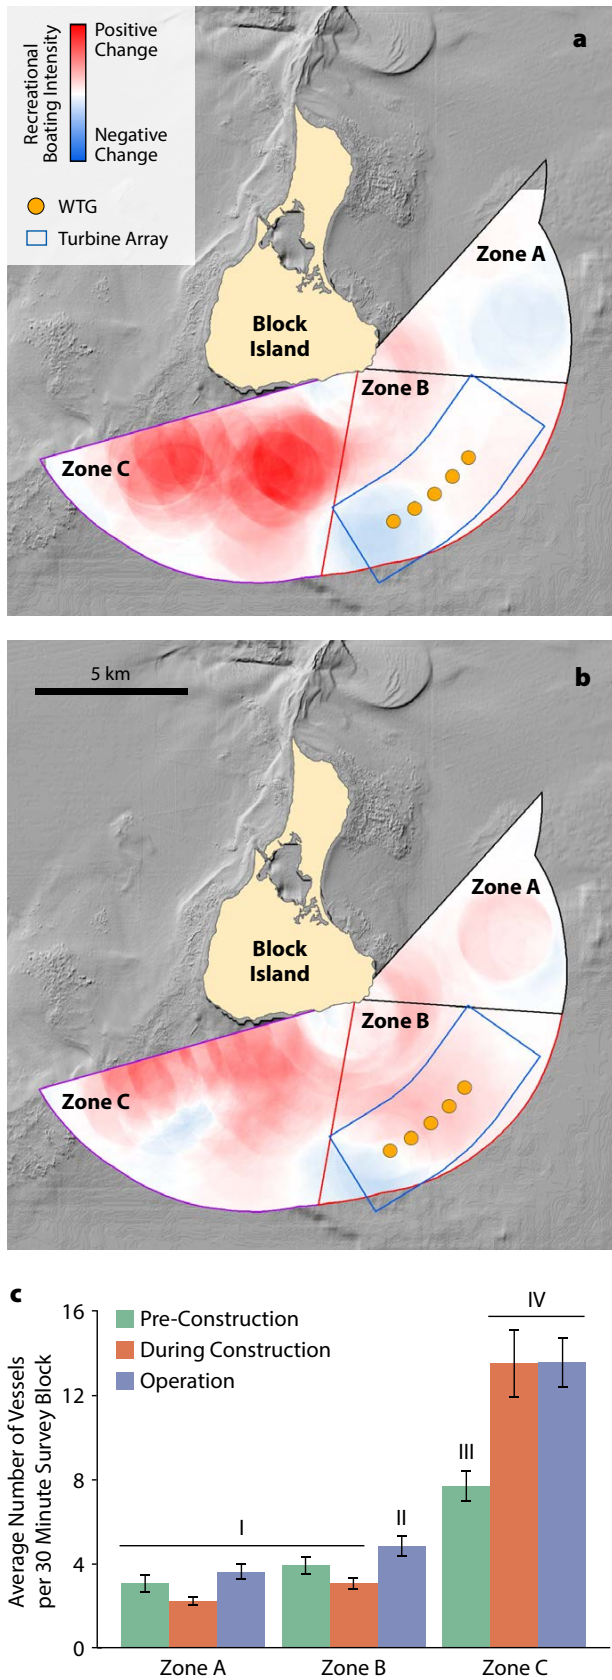 a
Recreational
Boating Intensity
Positive
Change
Negative
Change
WTG
Turbine Array
Zone A
Block
Island
Zone B
Zone C
5 km
b
Zone A
Block
Island
Zone B
Zone C
c
Average Number of Vessels
per 30 Minute Survey Block
16
12
8
4
0
Pre-Construction
During Construction
Operation
I
II
III
IV
Zone A
Zone B
Zone C